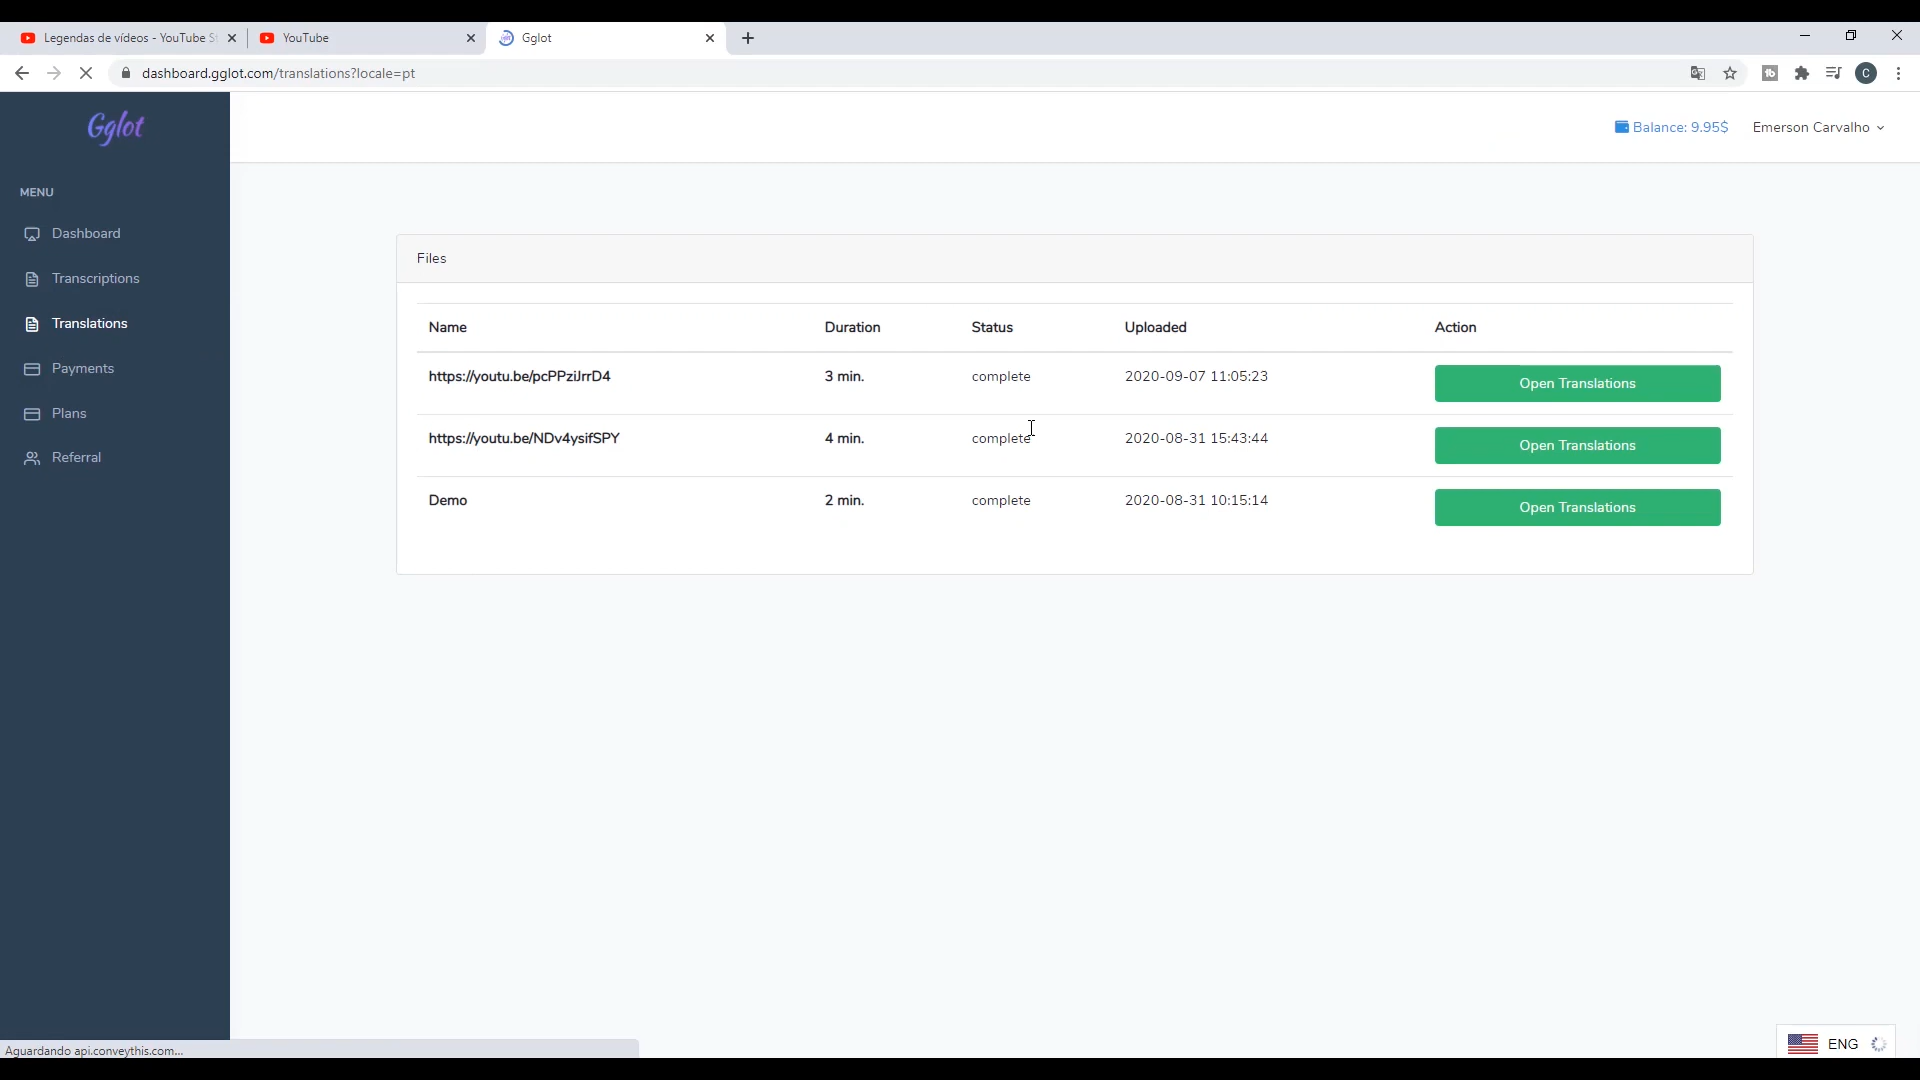 Legendas de vídeos - YouTube S
YouTube
Gglot
dashboard.gglot.com/translations?locale=pt
C
Gglot
Balance: 9.95$
Emerson Carvalho
MENU
Dashboard
Transcriptions
Translations
Payments
Plans
Referral
Files
Name Duration Status Uploaded Action
https://youtu.be/pcPPziJrrD4 3 min. complete 2020-09-07 11:05:23 Open Translations
https://youtu.be/NDv4ysifSPY 4 min. complete 2020-08-31 15:43:44 Open Translations
Demo 2 min. complete 2020-08-31 10:15:14 Open Translations
Aguardando api.conveythis.com...
ENG